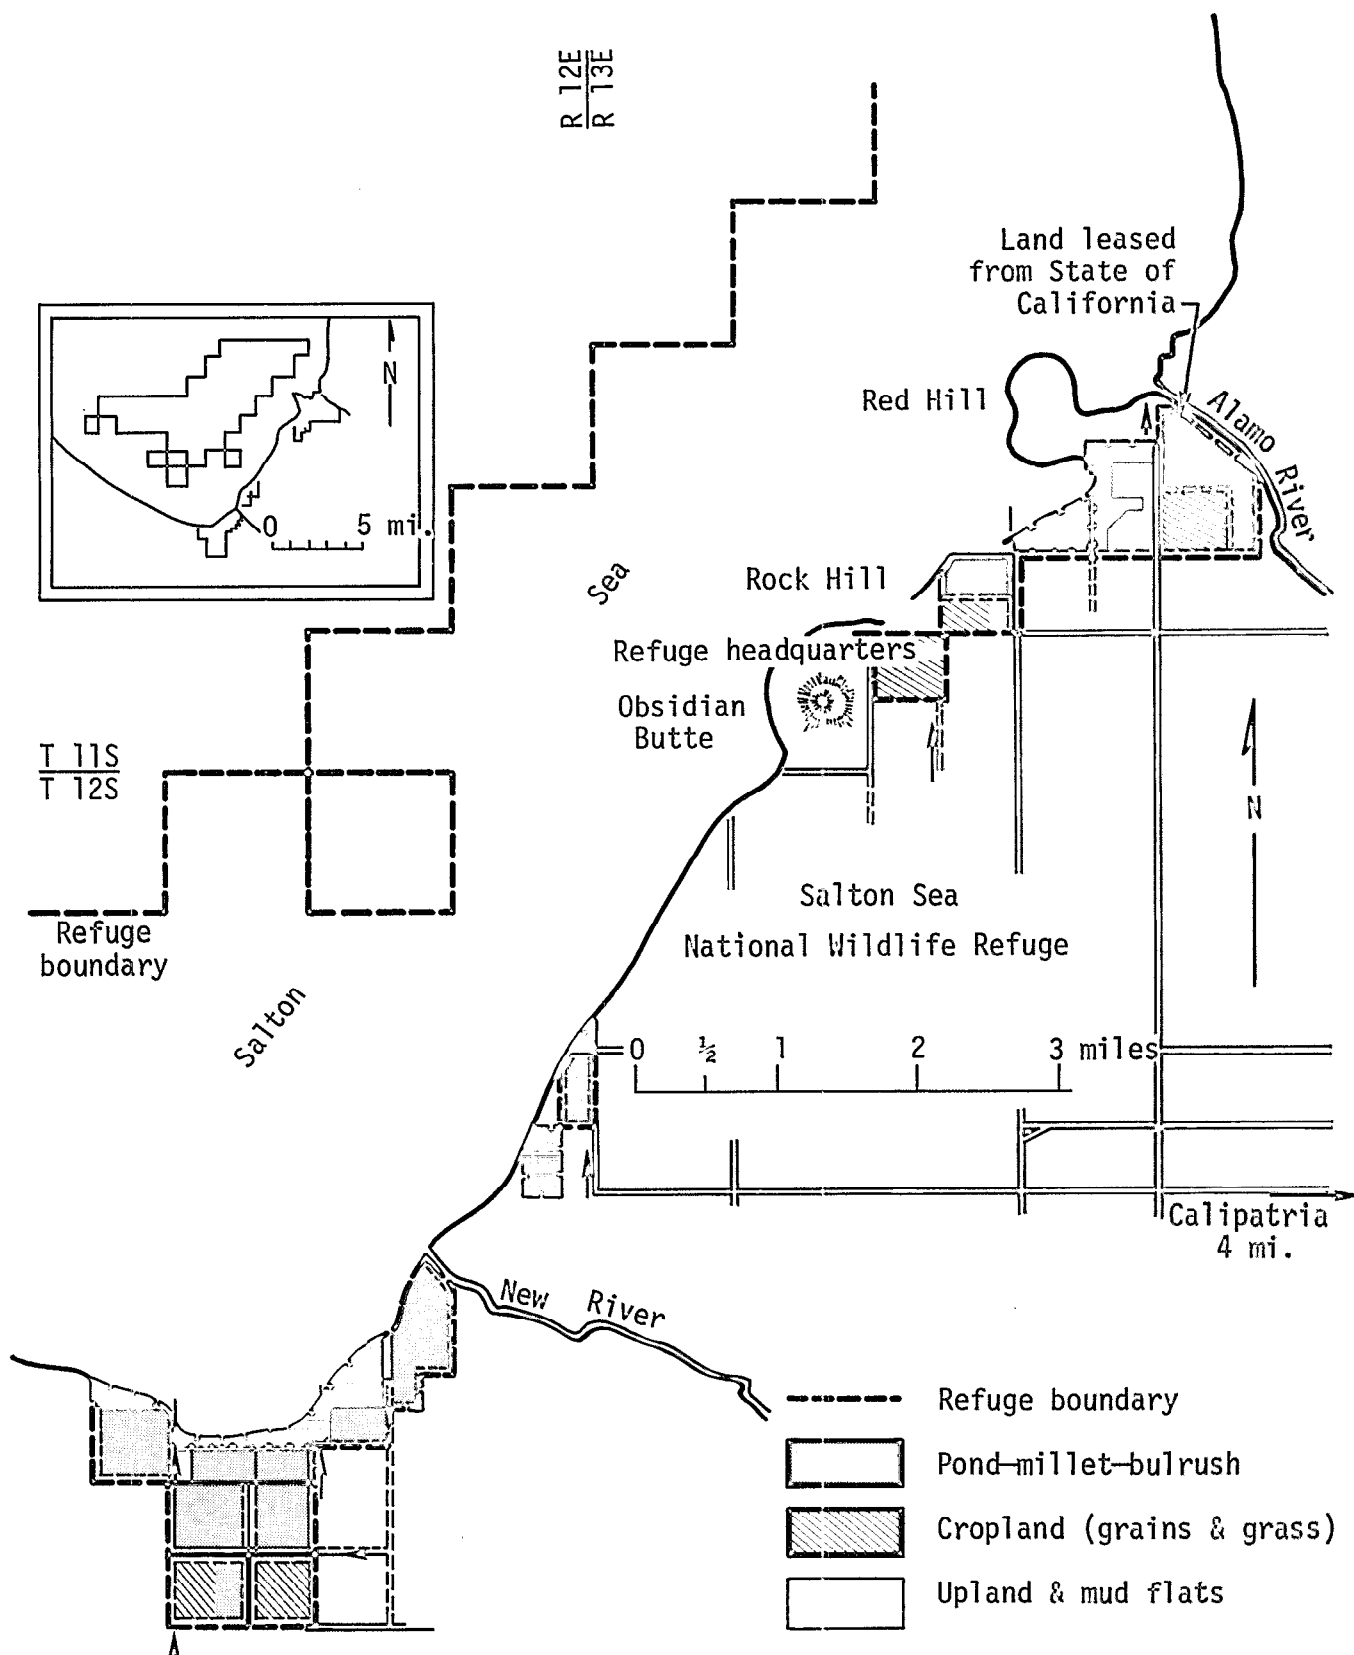 R 12E
R 13E
Land leased
from State of
California
N
0 5 mi.
Red Hill
Alamo
River
Sea
Rock Hill
Refuge headquarters
Obsidian
Butte
T 11S
T 12S
N
Salton Sea
National Wildlife Refuge
Refuge
boundary
Salton
0 ½ 1 2 3 miles
Calipatria
4 mi.
New River
Refuge boundary
Pond—millet—bulrush
Cropland (grains & grass)
Upland & mud flats